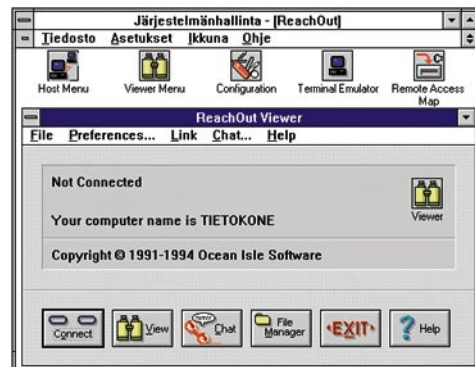 Järjestelmänhallinta - [ReachOut]
Tiedosto Asetukset Ikkuna Ohje
Host Menu Viewer Menu Configuration Terminal Emulator Remote Access Map
ReachOut Viewer
File Preferences... Link Chat... Help
Not Connected
Your computer name is TIETOKONE
Viewer
Copyright © 1991-1994 Ocean Isle Software
Connect View Chat File Manager EXIT Help